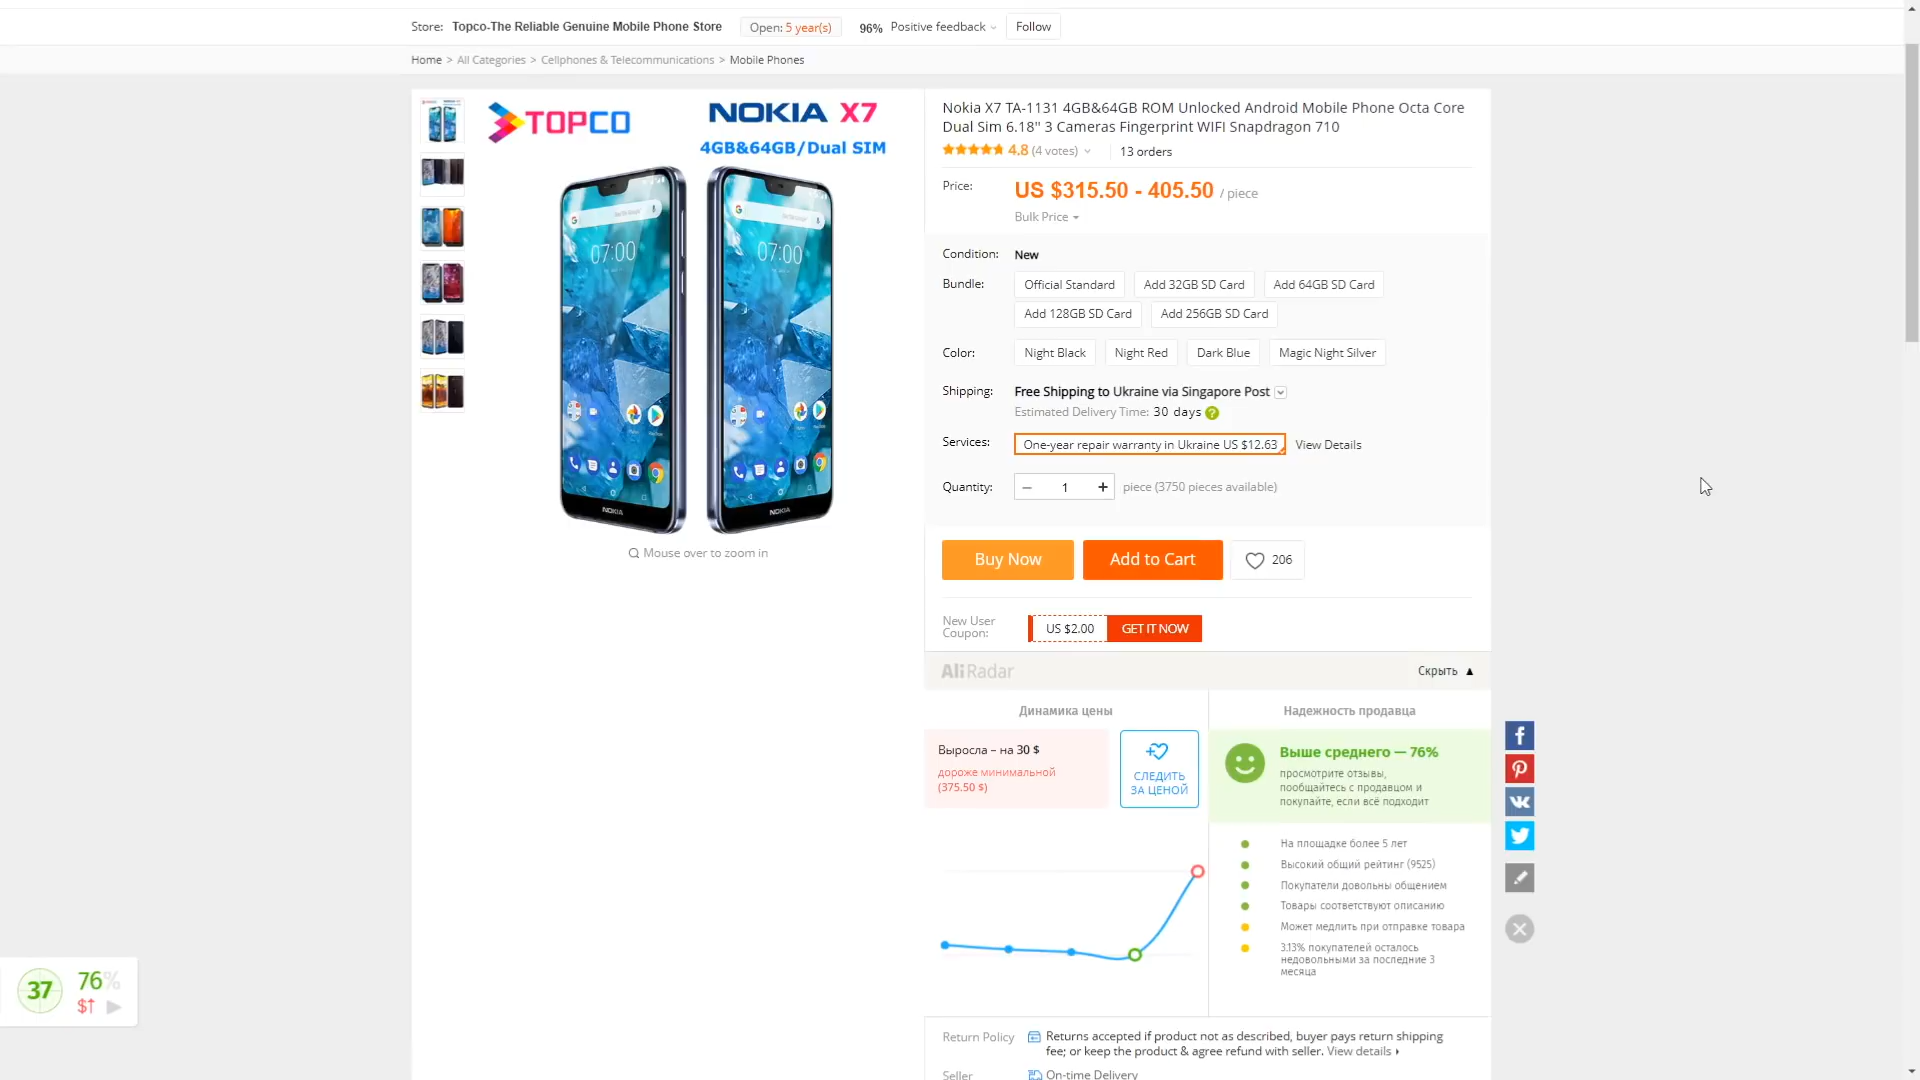 Store: Topco-The Reliable Genuine Mobile Phone Store Open: 5 year(s) 96% Positive feedback Follow
Home > All Categories > Cellphones & Telecommunications > Mobile Phones
TOPCO
NOKIA X7
4GB&64GB/Dual SIM
07:00
07:00
NOKIA
NOKIA
Mouse over to zoom in
Nokia X7 TA-1131 4GB&64GB ROM Unlocked Android Mobile Phone Octa Core
Dual Sim 6.18'' 3 Cameras Fingerprint WIFI Snapdragon 710
4.8 (4 votes) 13 orders
Price: US $315.50 - 405.50 / piece
Bulk Price
Condition: New
Bundle: Official Standard Add 32GB SD Card Add 64GB SD Card
Add 128GB SD Card Add 256GB SD Card
Color: Night Black Night Red Dark Blue Magic Night Silver
Shipping: Free Shipping to Ukraine via Singapore Post
Estimated Delivery Time: 30 days ?
Services: One-year repair warranty in Ukraine US $12.63 View Details
Quantity: − 1 + piece (3750 pieces available)
Buy Now Add to Cart 206
New User
Coupon:
US $2.00 GET IT NOW
AliRadar Скрыть ▲
Динамика цены
Выросла – на 30 $
дороже минимальной
(375.50 $)
СЛЕДИТЬ
ЗА ЦЕНОЙ
Надежность продавца
Выше среднего — 76%
просмотрите отзывы,
пообщайтесь с продавцом и
покупайте, если всё подходит
На площадке более 5 лет
Высокий общий рейтинг (9525)
Покупатели довольны общением
Товары соответствуют описанию
Может медлить при отправке товара
3.13% покупателей осталось
недовольными за последние 3
месяца
37 76%
$↑
Return Policy Returns accepted if product not as described, buyer pays return shipping
fee; or keep the product & agree refund with seller. View details
Seller On-time Delivery